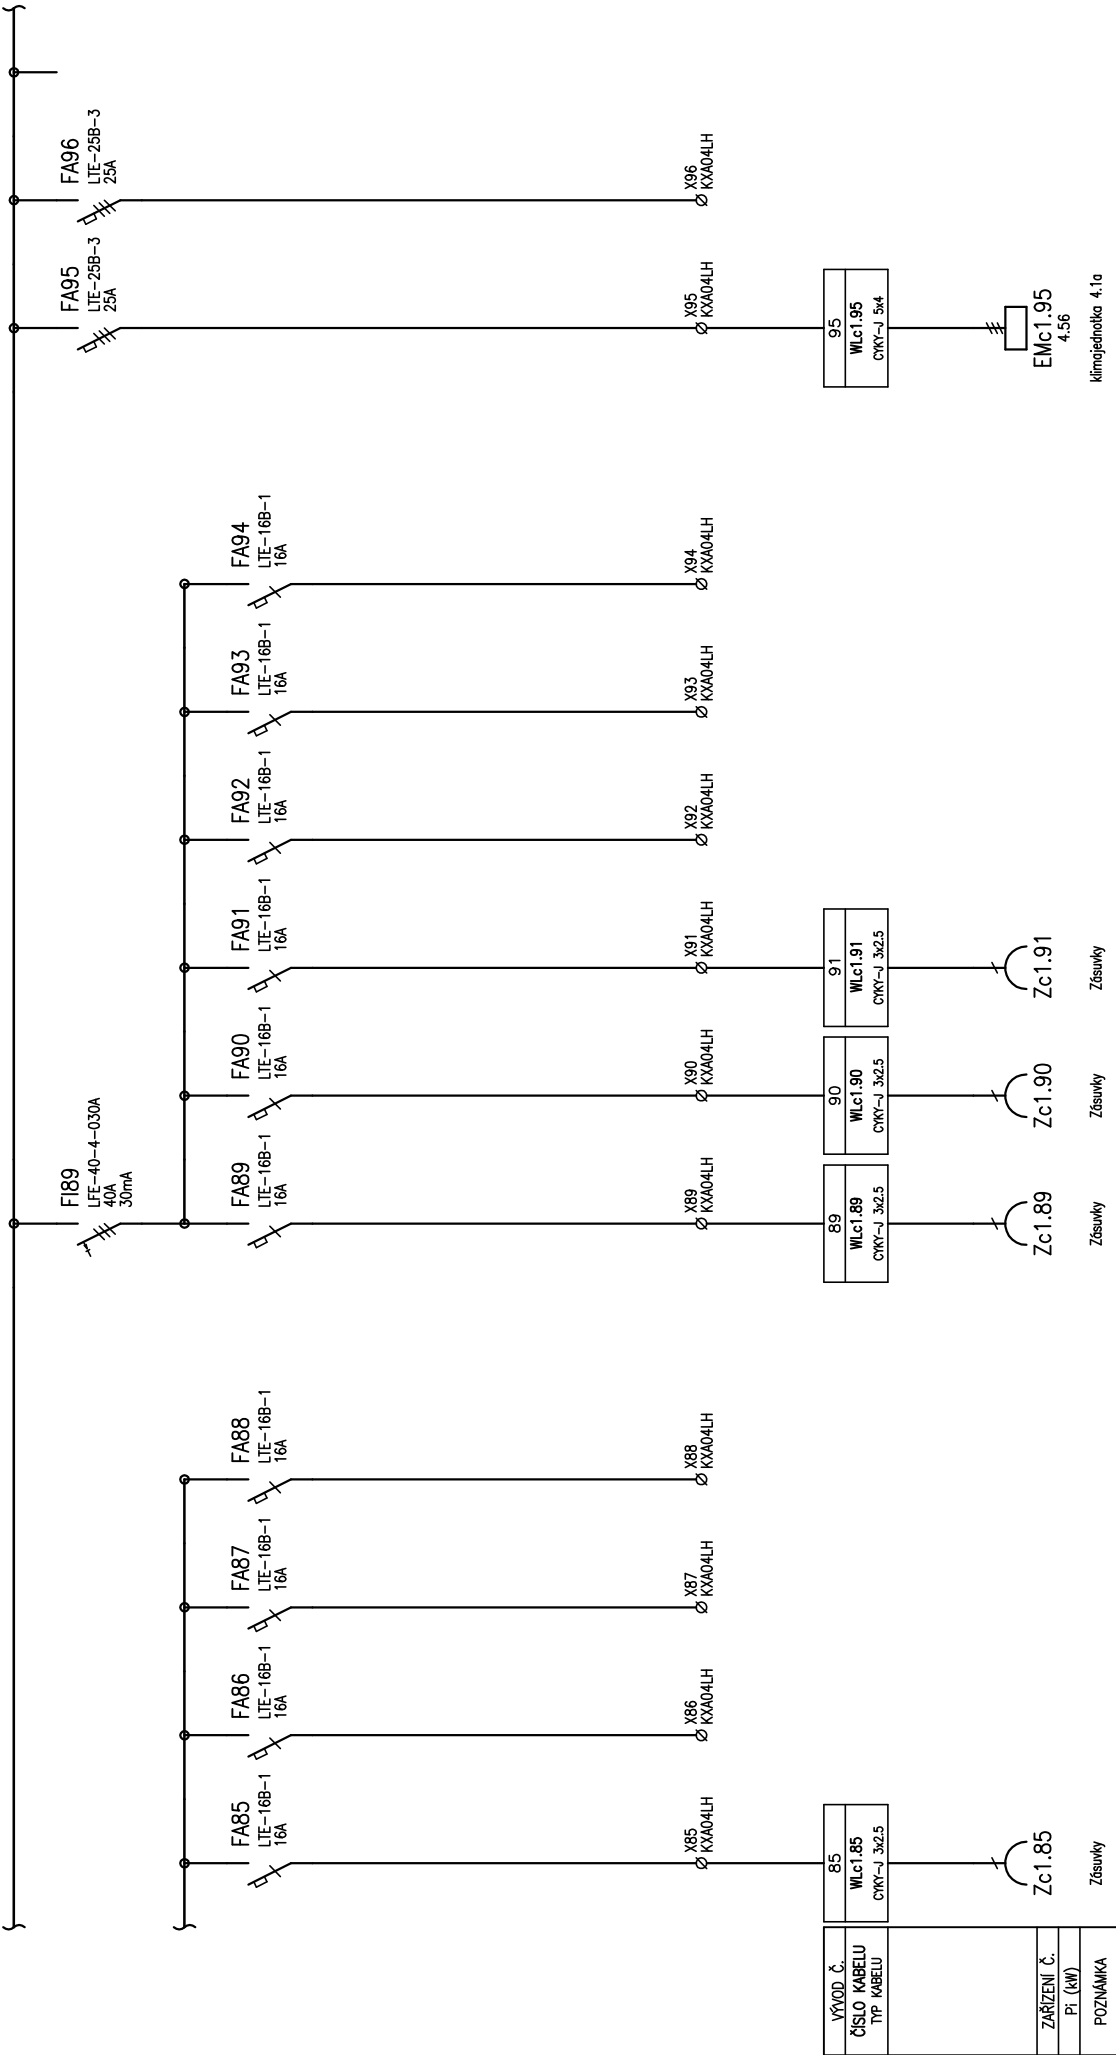 FA85
LTE-16B-1
16A
FA86
LTE-16B-1
16A
FA87
LTE-16B-1
16A
FA88
LTE-16B-1
16A
FI89
LFE-40-4-030A
40A
30mA
FA89
LTE-16B-1
16A
FA90
LTE-16B-1
16A
FA91
LTE-16B-1
16A
FA92
LTE-16B-1
16A
FA93
LTE-16B-1
16A
FA94
LTE-16B-1
16A
FA95
LTE-25B-3
25A
FA96
LTE-25B-3
25A
X85
KXA04LH
X86
KXA04LH
X87
KXA04LH
X88
KXA04LH
X89
KXA04LH
X90
KXA04LH
X91
KXA04LH
X92
KXA04LH
X93
KXA04LH
X94
KXA04LH
X95
KXA04LH
X96
KXA04LH
VÝVOD Č.
ČÍSLO KABELU
TYP KABELU
85
WLc1.85
CYKY-J 3x2.5
89
WLc1.89
CYKY-J 3x2.5
90
WLc1.90
CYKY-J 3x2.5
91
WLc1.91
CYKY-J 3x2.5
95
WLc1.95
CYKY-J 5x4
ZAŘÍZENÍ Č.
Pi (kW)
POZNÁMKA
Zc1.85
Zásuvky
Zc1.89
Zásuvky
Zc1.90
Zásuvky
Zc1.91
Zásuvky
EMc1.95
4.56
klimajednotka 4.1a